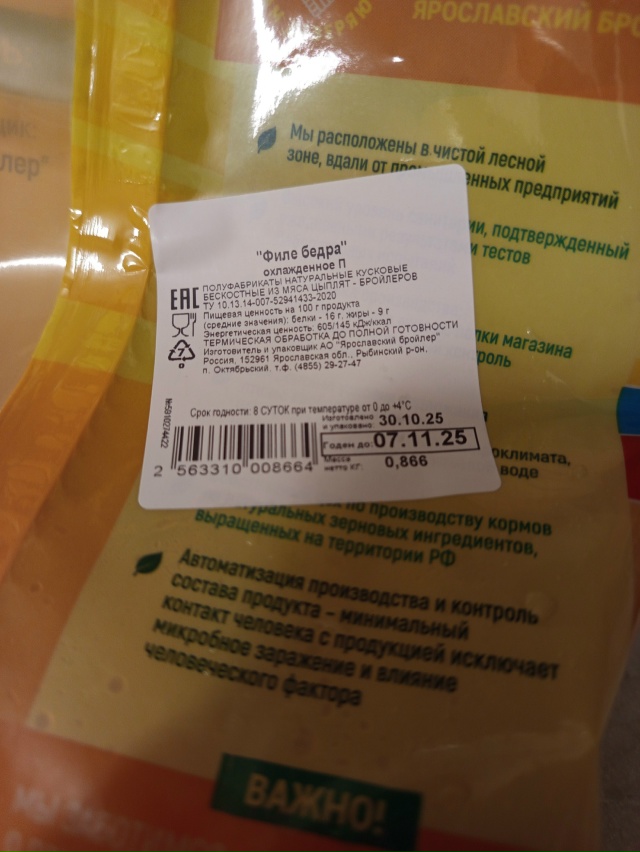 ЯРОСЛАВСКИЙ БРО
Мы расположены в чистой лесной
зоне, вдали от
енных предприятий
ии, подтвержденный
и тестов
"Филе бедра"
охлажденное П
ПОЛУФАБРИКАТЫ НАТУРАЛЬНЫЕ КУСКОВЫЕ
БЕСКОСТНЫЕ ИЗ МЯСА ЦЫПЛЯТ - БРОЙЛЕРОВ
ТУ 10.13.14-007-52941433-2020
Пищевая ценность на 100 г продукта
(средние значения): белки - 16 г. жиры - 9 г
Энергетическая ценность: 605/145 кДж/ккал
ТЕРМИЧЕСКАЯ ОБРАБОТКА ДО ПОЛНОЙ ГОТОВНОСТИ
Изготовитель и упаковщик АО "Ярославский бройлер"
Россия, 152961 Ярославская обл., Рыбинский р-он.
п. Октябрьский. т.ф. (4855) 29-27-47
EAC
7
лки магазина
роль
Срок годности: 8 СУТОК при температуре от 0 до +4°C
Изготовлено
и упаковано: 30.10.25
Годен до: 07.11.25
Масса
нетто кг: 0,866
2 563310 008664
оклимата,
воде
по производству кормов
туральных зерновых ингредиентов,
выращенных на территории РФ
Автоматизация производства и контроль
состава продукта – минимальный
контакт человека с продукцией исключает
микробное заражение и влияние
человеческого фактора
ВАЖНО!